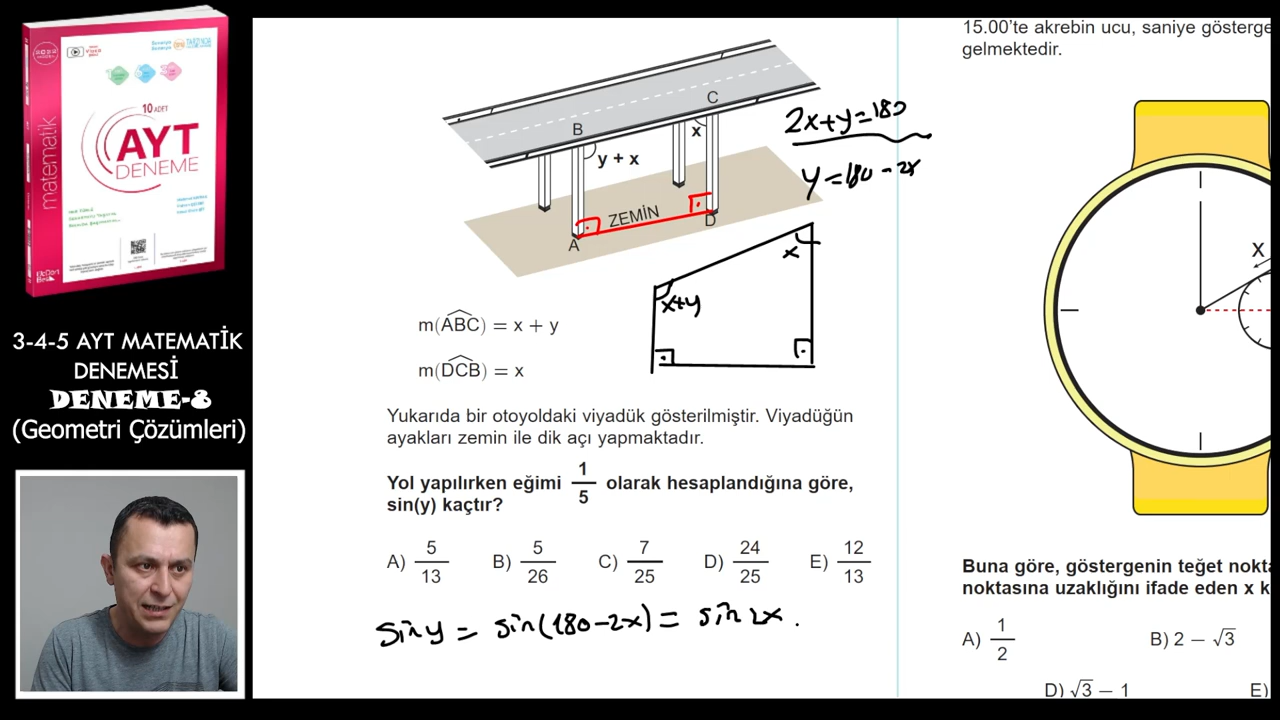 10 ADET
AYT
DENEME
matematik
3-4-5 AYT MATEMATİK
DENEMESİ
DENEME-8
(Geometri Çözümleri)
B
C
y + x
x
ZEMİN
A
D
2x+y=180
y=180-2x
x
x+y
m(ABC) = x + y
m(DCB) = x
Yukarıda bir otoyoldaki viyadük gösterilmiştir. Viyadüğün
ayakları zemin ile dik açı yapmaktadır.
Yol yapılırken eğimi 1/5 olarak hesaplandığına göre,
sin(y) kaçtır?
A) 5/13 B) 5/26 C) 7/25 D) 24/25 E) 12/13
sin y = sin(180-2x) = sin 2x .
15.00'te akrebin ucu, saniye gösterge
gelmektedir.
X
Buna göre, göstergenin teğet nokta
noktasına uzaklığını ifade eden x k
A) 1/2 B) 2 − √3
D) √3 − 1 E)